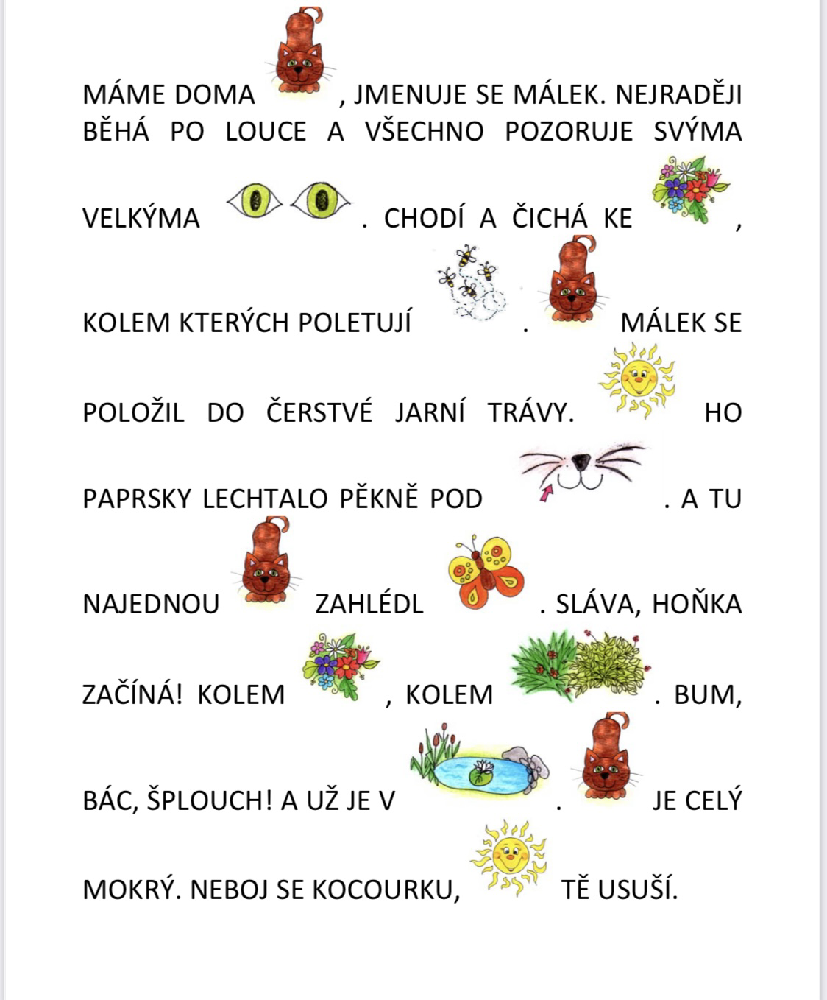 MÁME DOMA , JMENUJE SE MÁLEK. NEJRADĚJI
BĚHÁ PO LOUCE A VŠECHNO POZORUJE SVÝMA
VELKÝMA . CHODÍ A ČICHÁ KE ,
KOLEM KTERÝCH POLETUJÍ . MÁLEK SE
POLOŽIL DO ČERSTVÉ JARNÍ TRÁVY. HO
PAPRSKY LECHTALO PĚKNĚ POD . A TU
NAJEDNOU ZAHLÉDL . SLÁVA, HOŇKA
ZAČÍNÁ! KOLEM , KOLEM . BUM,
BÁC, ŠPLOUCH! A UŽ JE V . JE CELÝ
MOKRÝ. NEBOJ SE KOCOURKU, TĚ USUŠÍ.